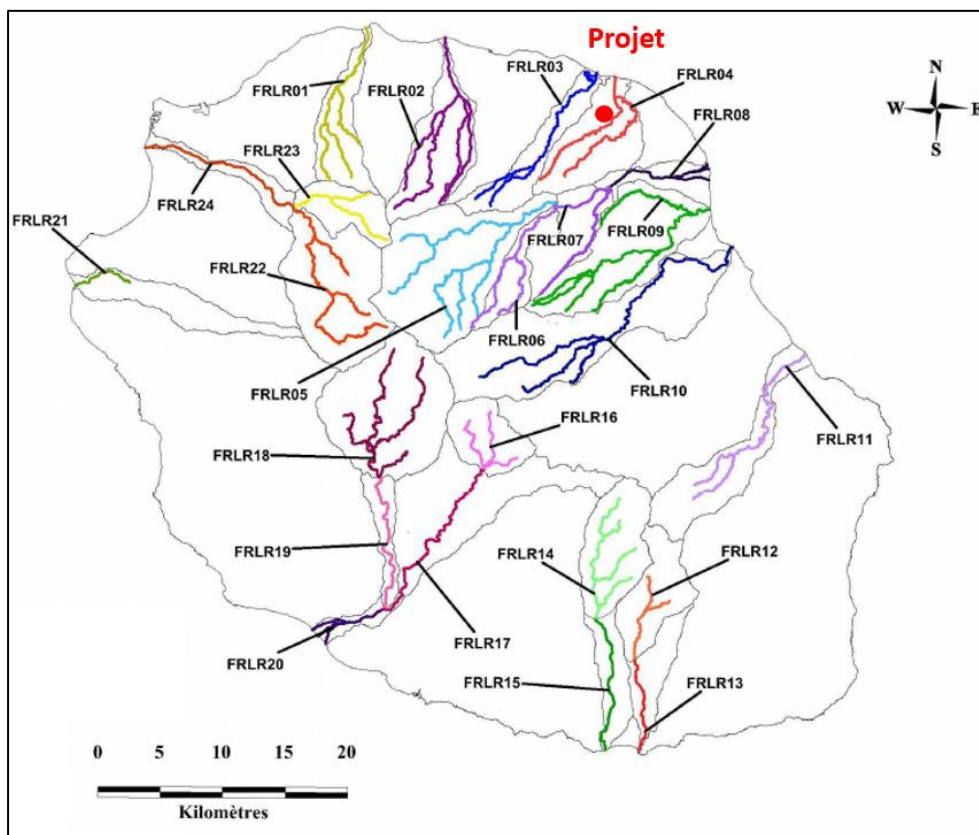 Projet
FRLR03
FRLR04
FRLR01
FRLR02
FRLR08
N
W E
S
FRLR23
FRLR24
FRLR21
FRLR09
FRLR07
FRLR22
FRLR06
FRLR05
FRLR10
FRLR16
FRLR11
FRLR18
FRLR19
FRLR14
FRLR12
FRLR17
FRLR20
FRLR15
FRLR13
0 5 10 15 20
Kilomètres